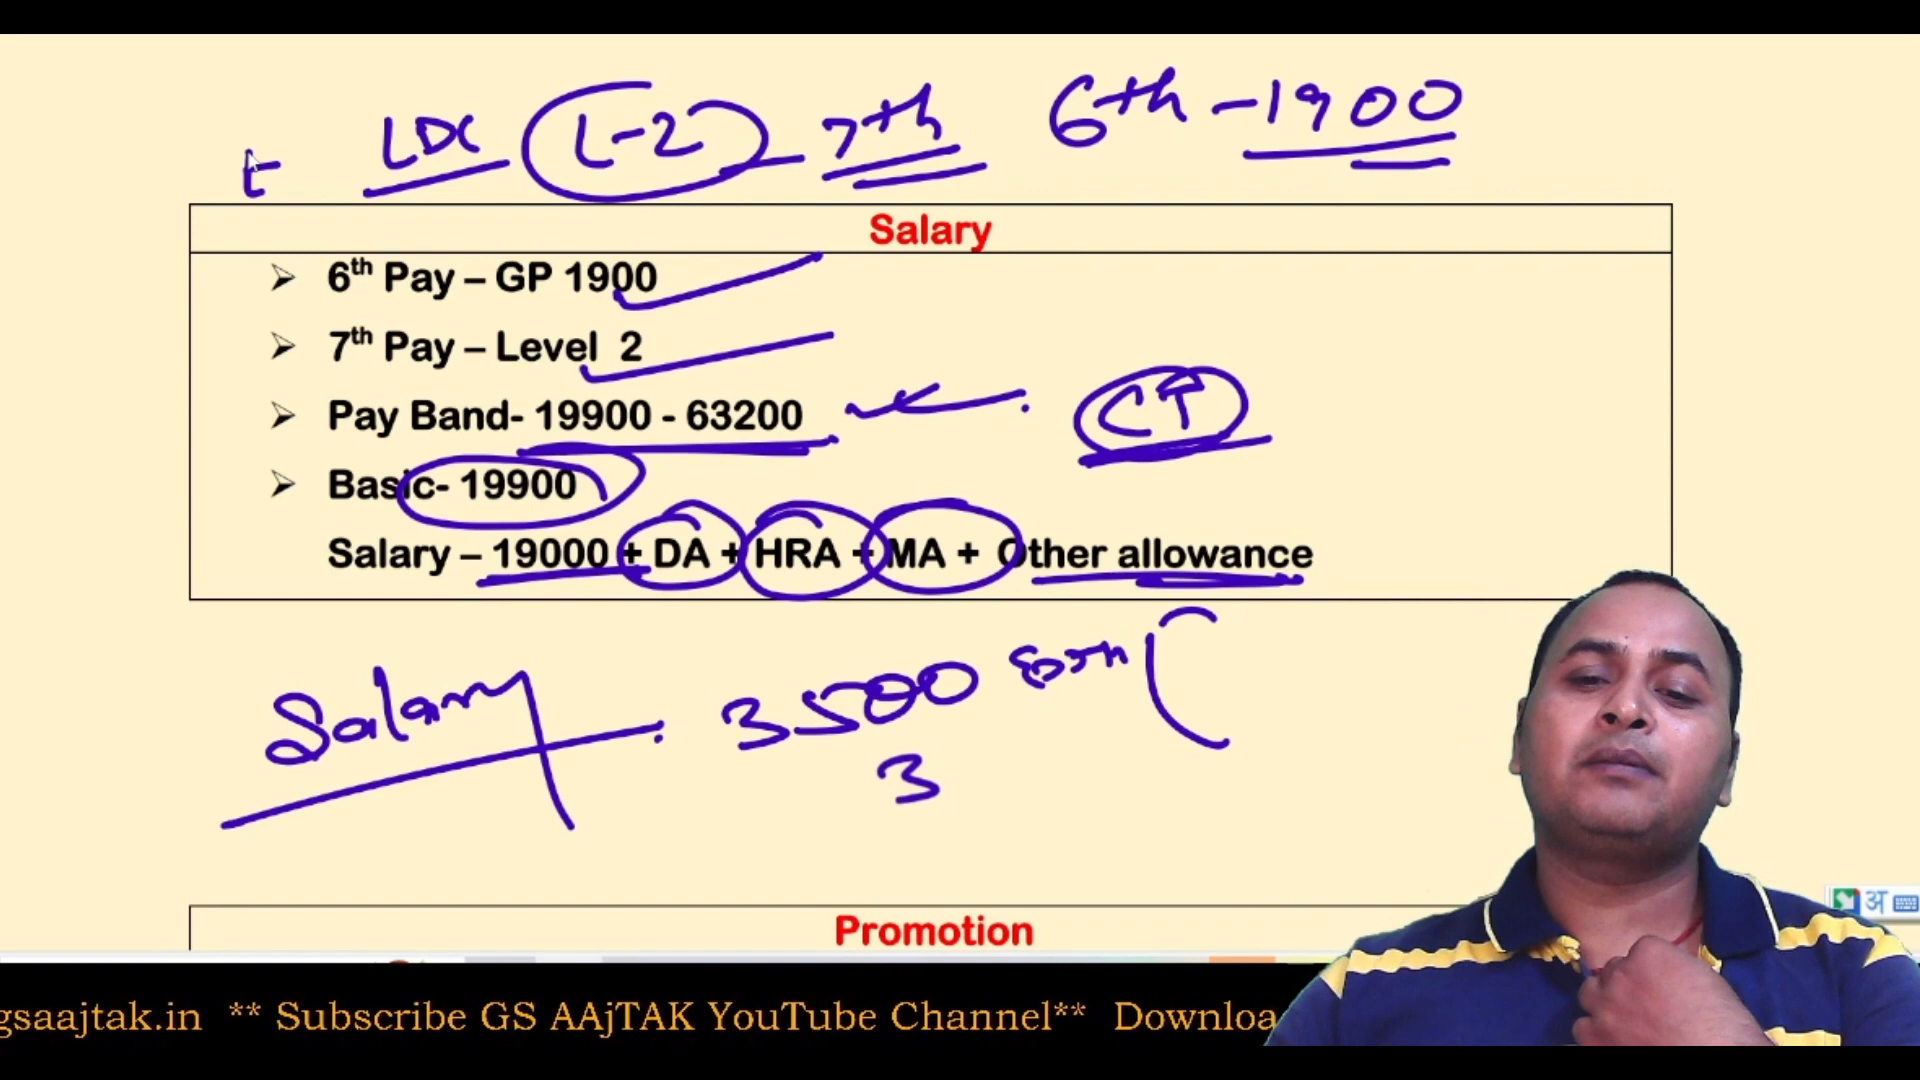 LDC L-2 7th 6th - 1900
Salary
➢ 6th Pay – GP 1900
➢ 7th Pay – Level 2
➢ Pay Band- 19900 - 63200
CT
➢ Basic- 19900
Salary – 19000 + DA + HRA + MA + Other allowance
Salary 3500
3
Promotion
अ
gsaajtak.in ** Subscribe GS AAjTAK YouTube Channel** Downloa